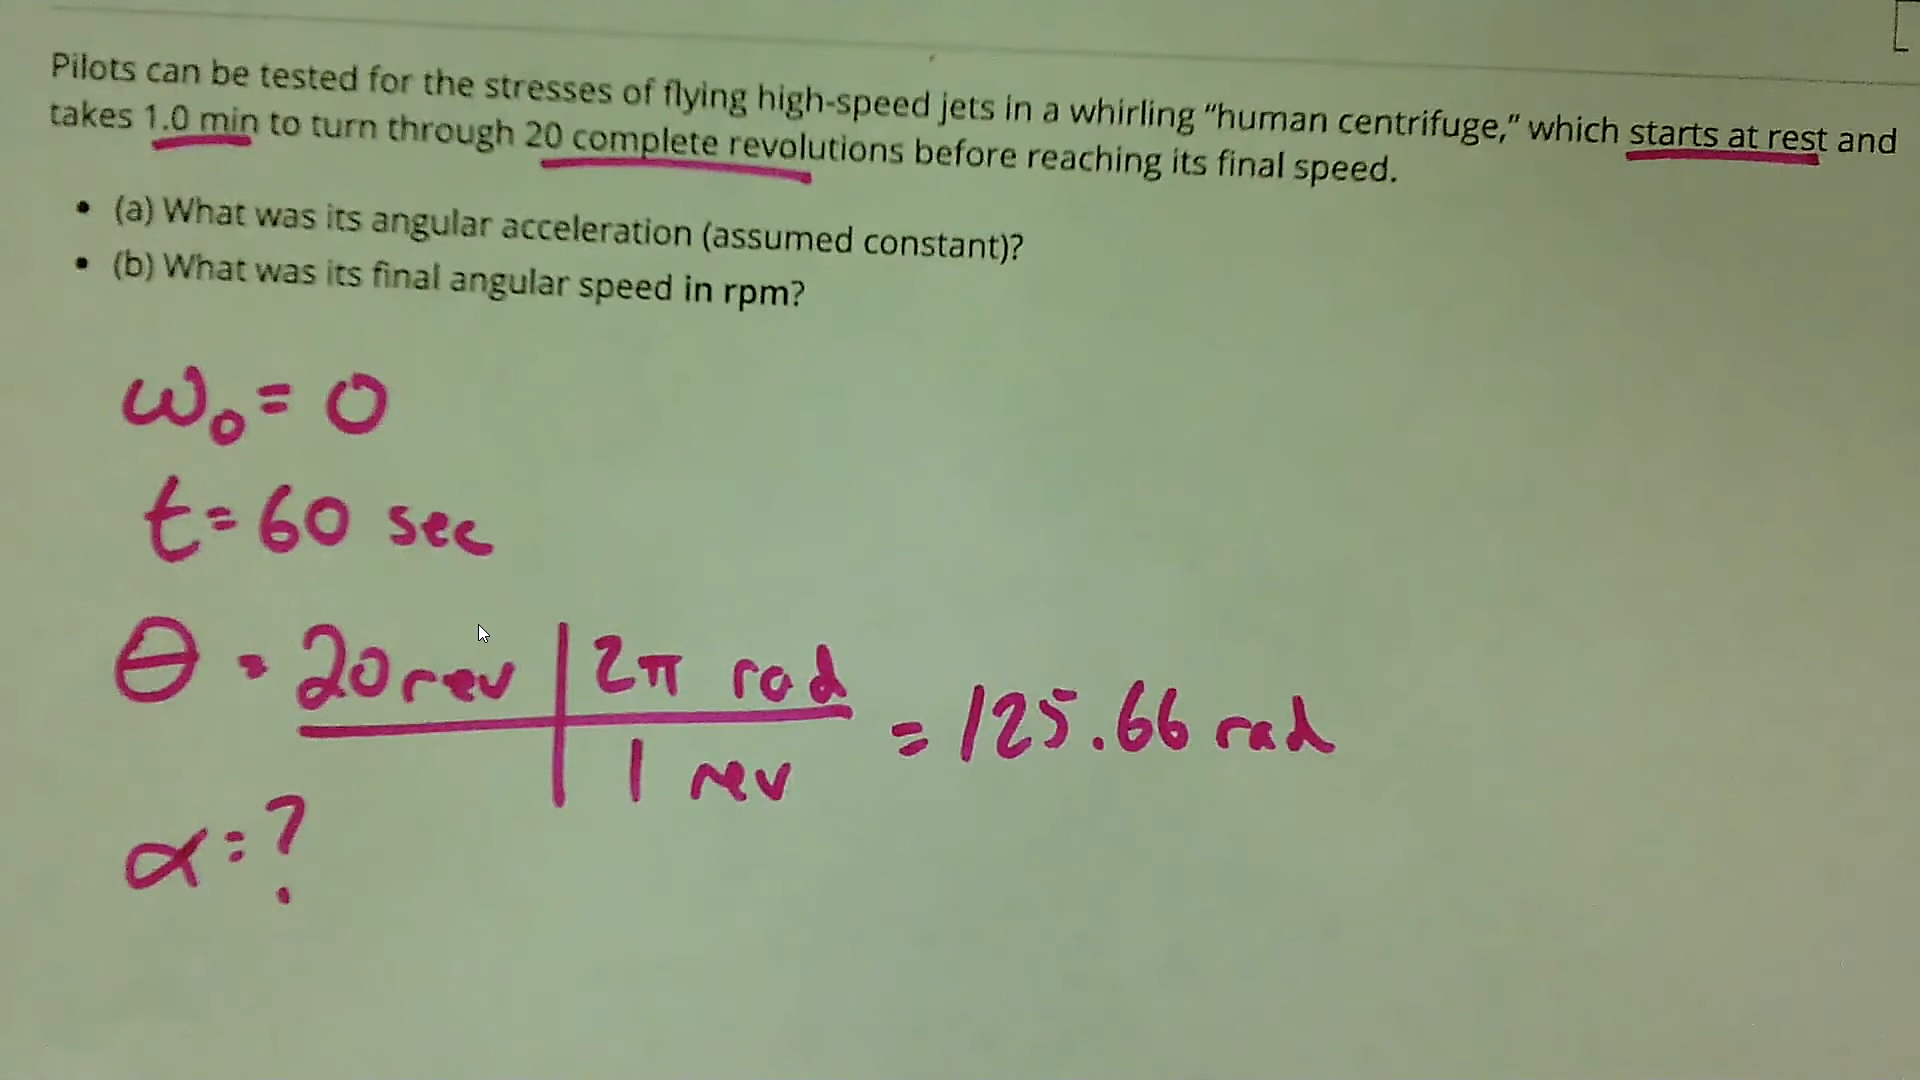 Pilots can be tested for the stresses of flying high-speed jets in a whirling “human centrifuge,” which starts at rest and
takes 1.0 min to turn through 20 complete revolutions before reaching its final speed.
• (a) What was its angular acceleration (assumed constant)?
• (b) What was its final angular speed in rpm?
ω₀ = 0
t = 60 sec
θ = 20 rev | 2π rad
1 rev
= 125.66 rad
α = ?